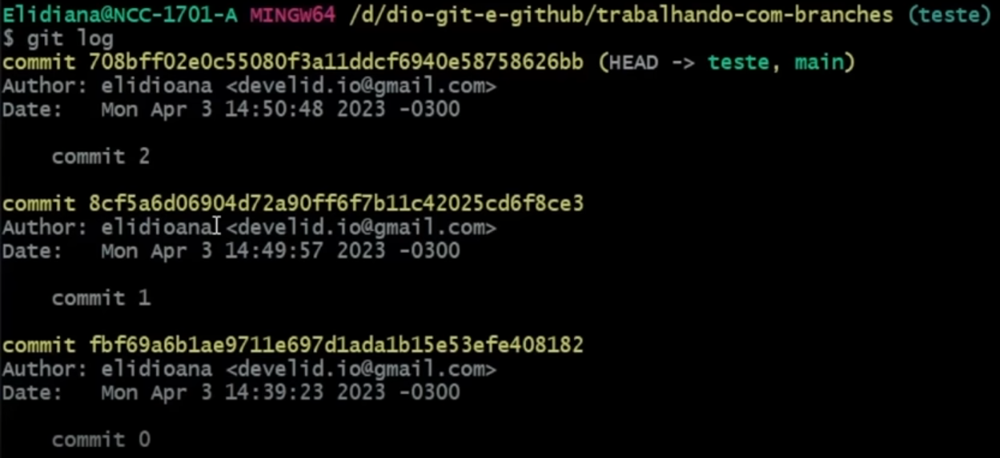 Elidiana@NCC-1701-A MINGW64 /d/dio-git-e-github/trabalhando-com-branches (teste)
$ git log
commit 708bff02e0c55080f3a11ddcf6940e58758626bb (HEAD -> teste, main)
Author: elidioana <develid.io@gmail.com>
Date:   Mon Apr 3 14:50:48 2023 -0300
    commit 2
commit 8cf5a6d06904d72a90ff6f7b11c42025cd6f8ce3
Author: elidioana <develid.io@gmail.com>
Date:   Mon Apr 3 14:49:57 2023 -0300
    commit 1
commit fbf69a6b1ae9711e697d1ada1b15e53efe408182
Author: elidioana <develid.io@gmail.com>
Date:   Mon Apr 3 14:39:23 2023 -0300
    commit 0